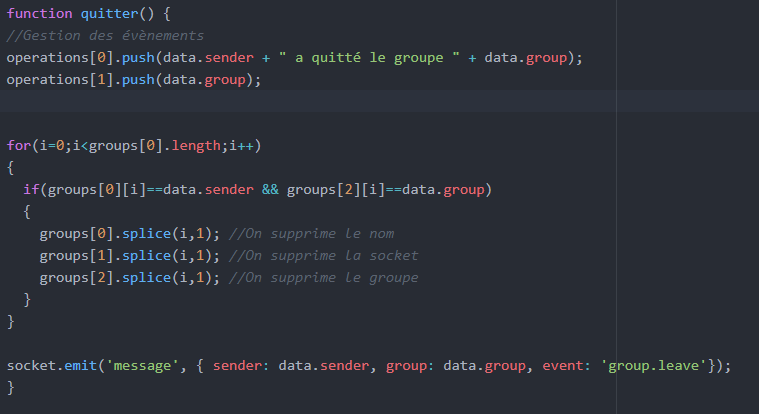 function quitter() {
//Gestion des évènements
operations[0].push(data.sender + " a quitté le groupe " + data.group);
operations[1].push(data.group);
for(i=0;i<groups[0].length;i++)
{
if(groups[0][i]==data.sender && groups[2][i]==data.group)
{
groups[0].splice(i,1); //On supprime le nom
groups[1].splice(i,1); //On supprime la socket
groups[2].splice(i,1); //On supprime le groupe
}
}
socket.emit('message', { sender: data.sender, group: data.group, event: 'group.leave'});
}